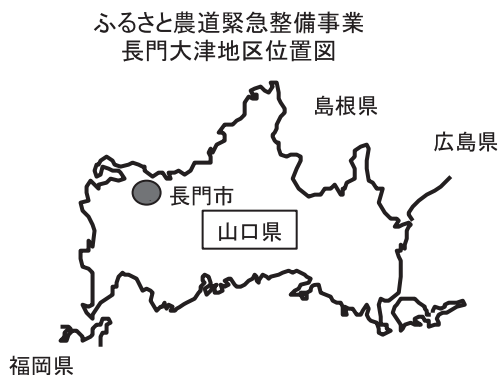 ふるさと農道緊急整備事業
長門大津地区位置図
島根県
広島県
長門市
山口県
福岡県